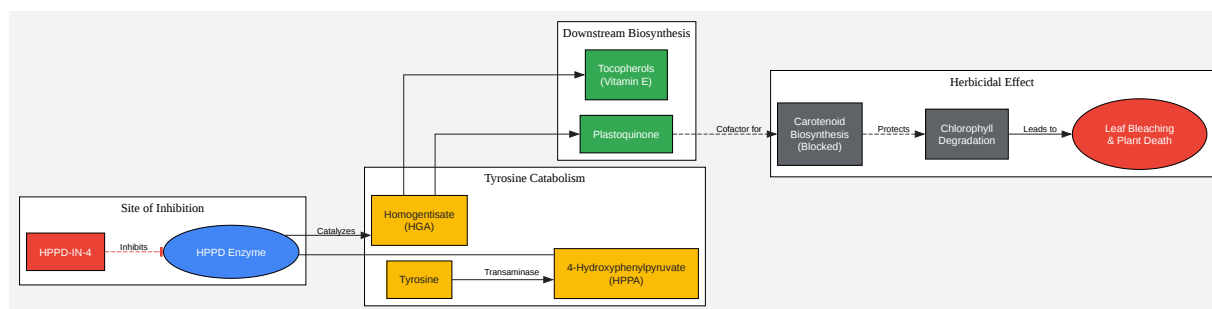 Site of Inhibition
HPPD-IN-4
Inhibits
HPPD Enzyme
Catalyzes
Tyrosine Catabolism
Homogentisate
(HGA)
Tyrosine
Transaminase
4-Hydroxyphenylpyruvate
(HPPA)
Downstream Biosynthesis
Tocopherols
(Vitamin E)
Plastoquinone
Cofactor for
Herbicidal Effect
Carotenoid
Biosynthesis
(Blocked)
Protects
Chlorophyll
Degradation
Leads to
Leaf Bleaching
& Plant Death